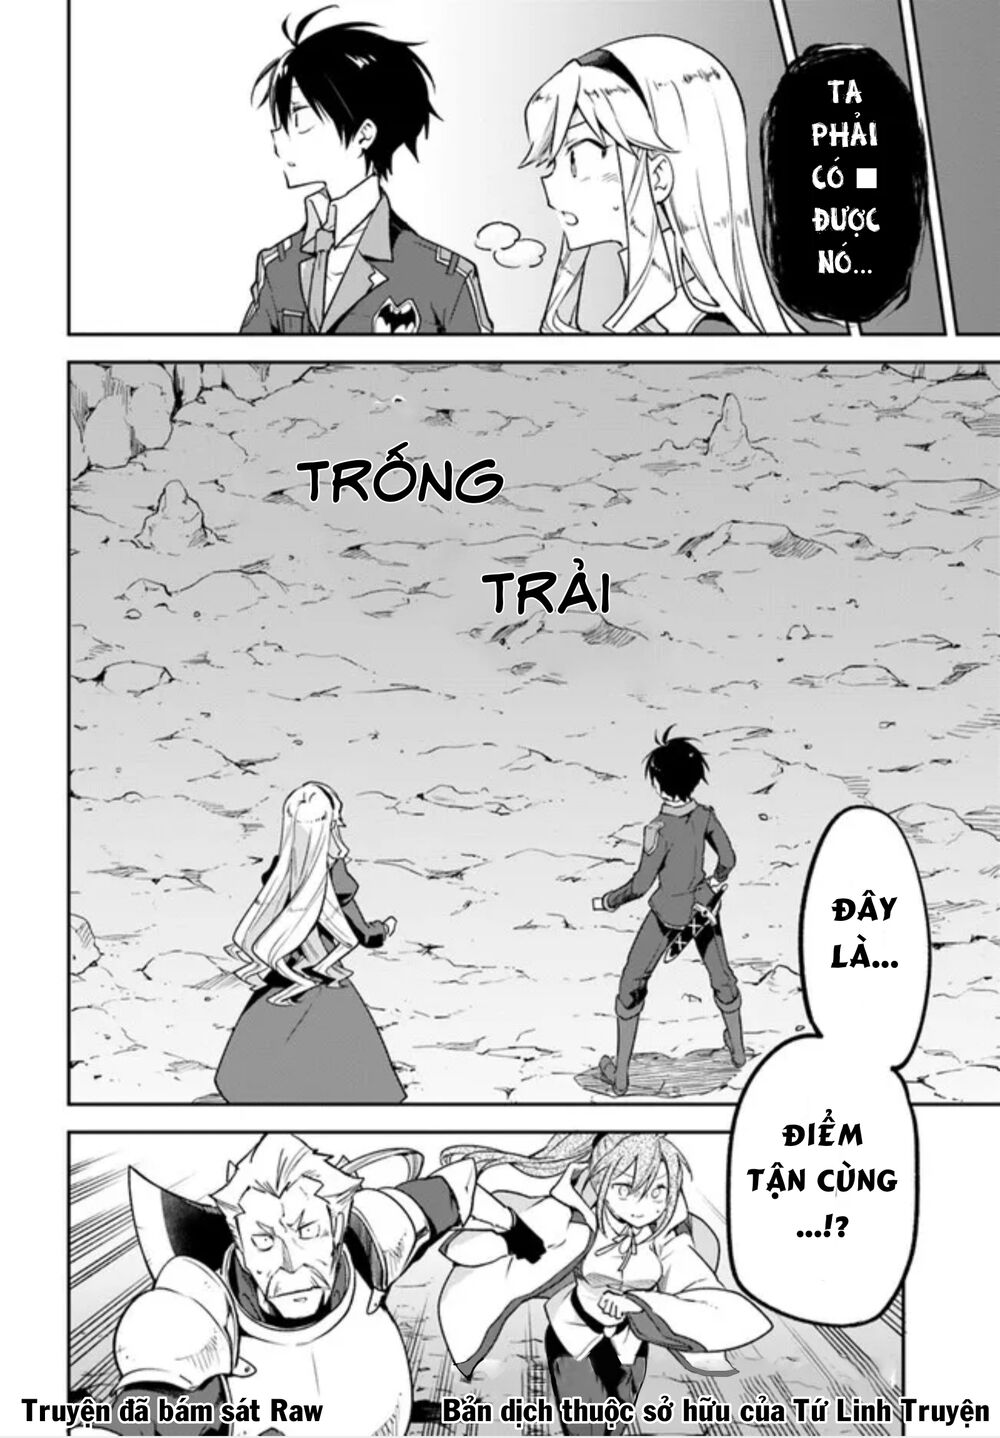 TA
PHẢI
CÓ
ĐƯỢC
NÓ...
TRỐNG
TRẢI
ĐÂY
LÀ...
ĐIỂM
TẬN CÙNG
...!?
Truyện đã bám sát Raw
Bản dịch thuộc sở hữu của Tứ Linh Truyện